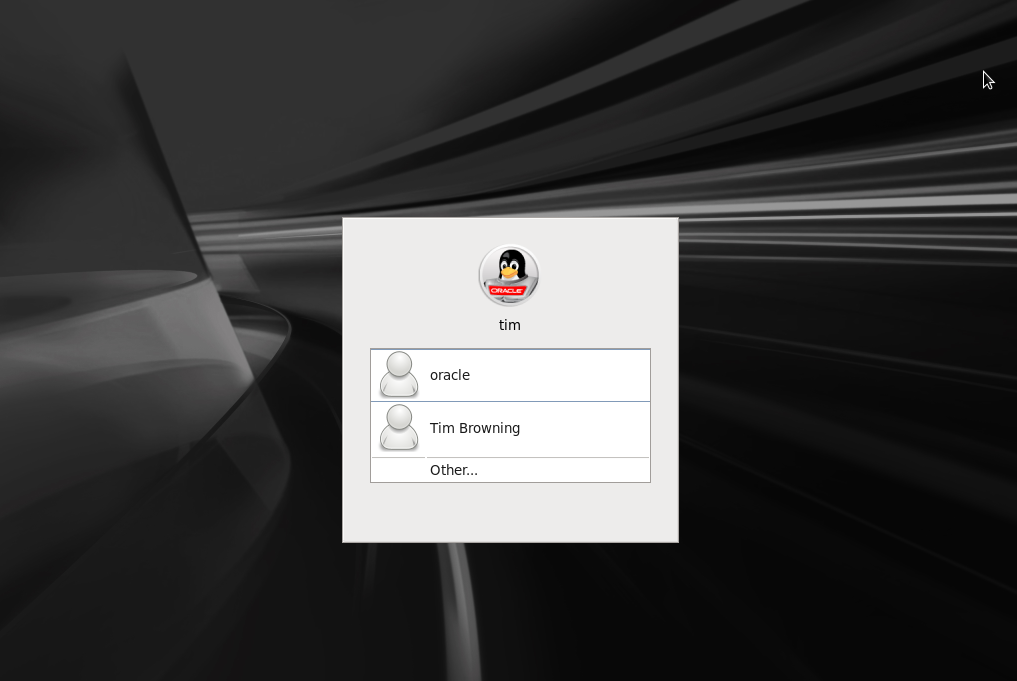 ORACLE
tim
oracle
Tim Browning
Other...